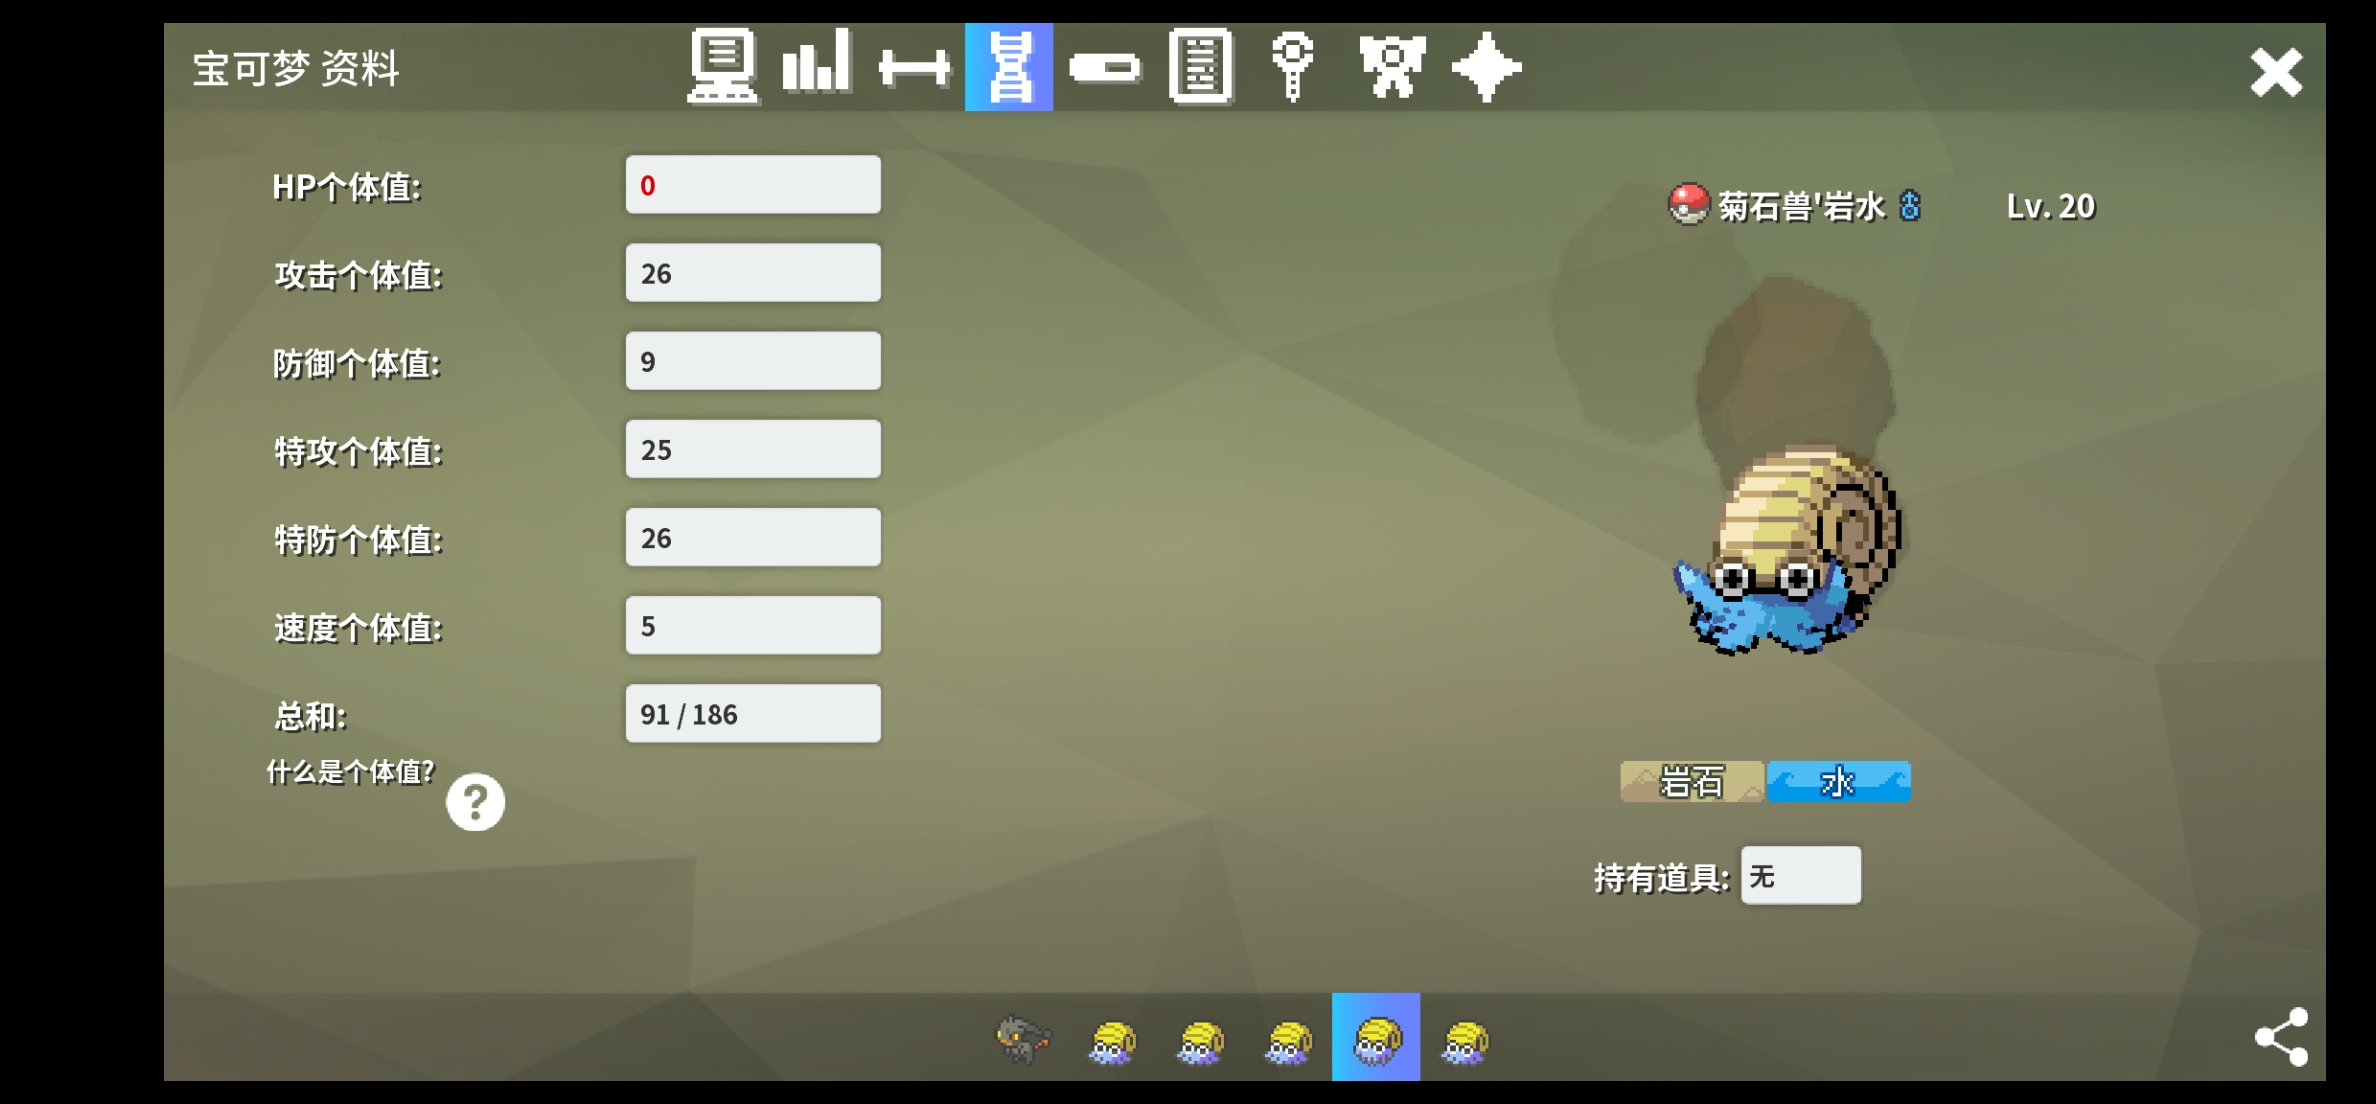 宝可梦 资料
HP个体值: 0
攻击个体值: 26
防御个体值: 9
特攻个体值: 25
特防个体值: 26
速度个体值: 5
总和: 91 / 186
什么是个体值? ?
菊石兽'岩水 Lv. 20
岩石 水
持有道具: 无